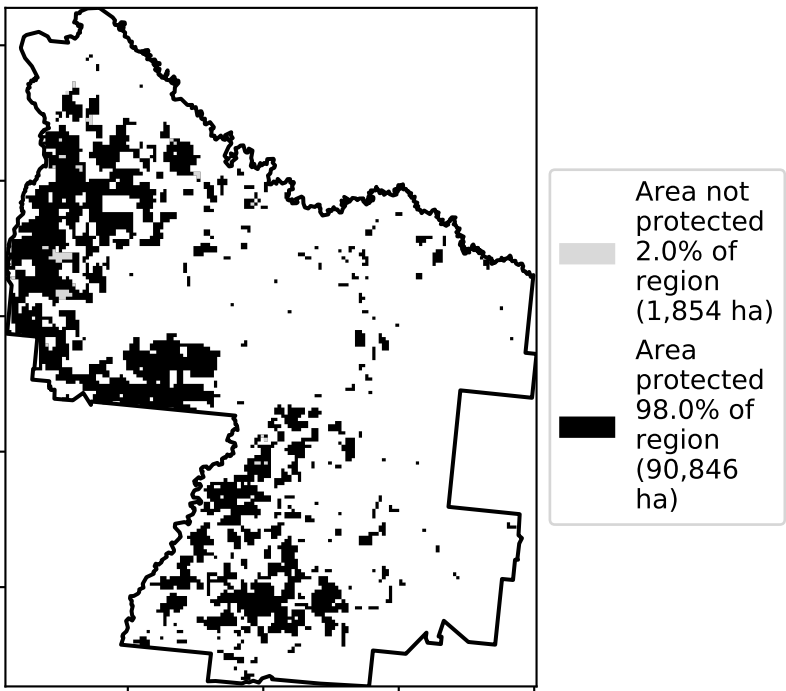 Area not
protected
2.0% of
region
(1,854 ha)
Area
protected
98.0% of
region
(90,846
ha)